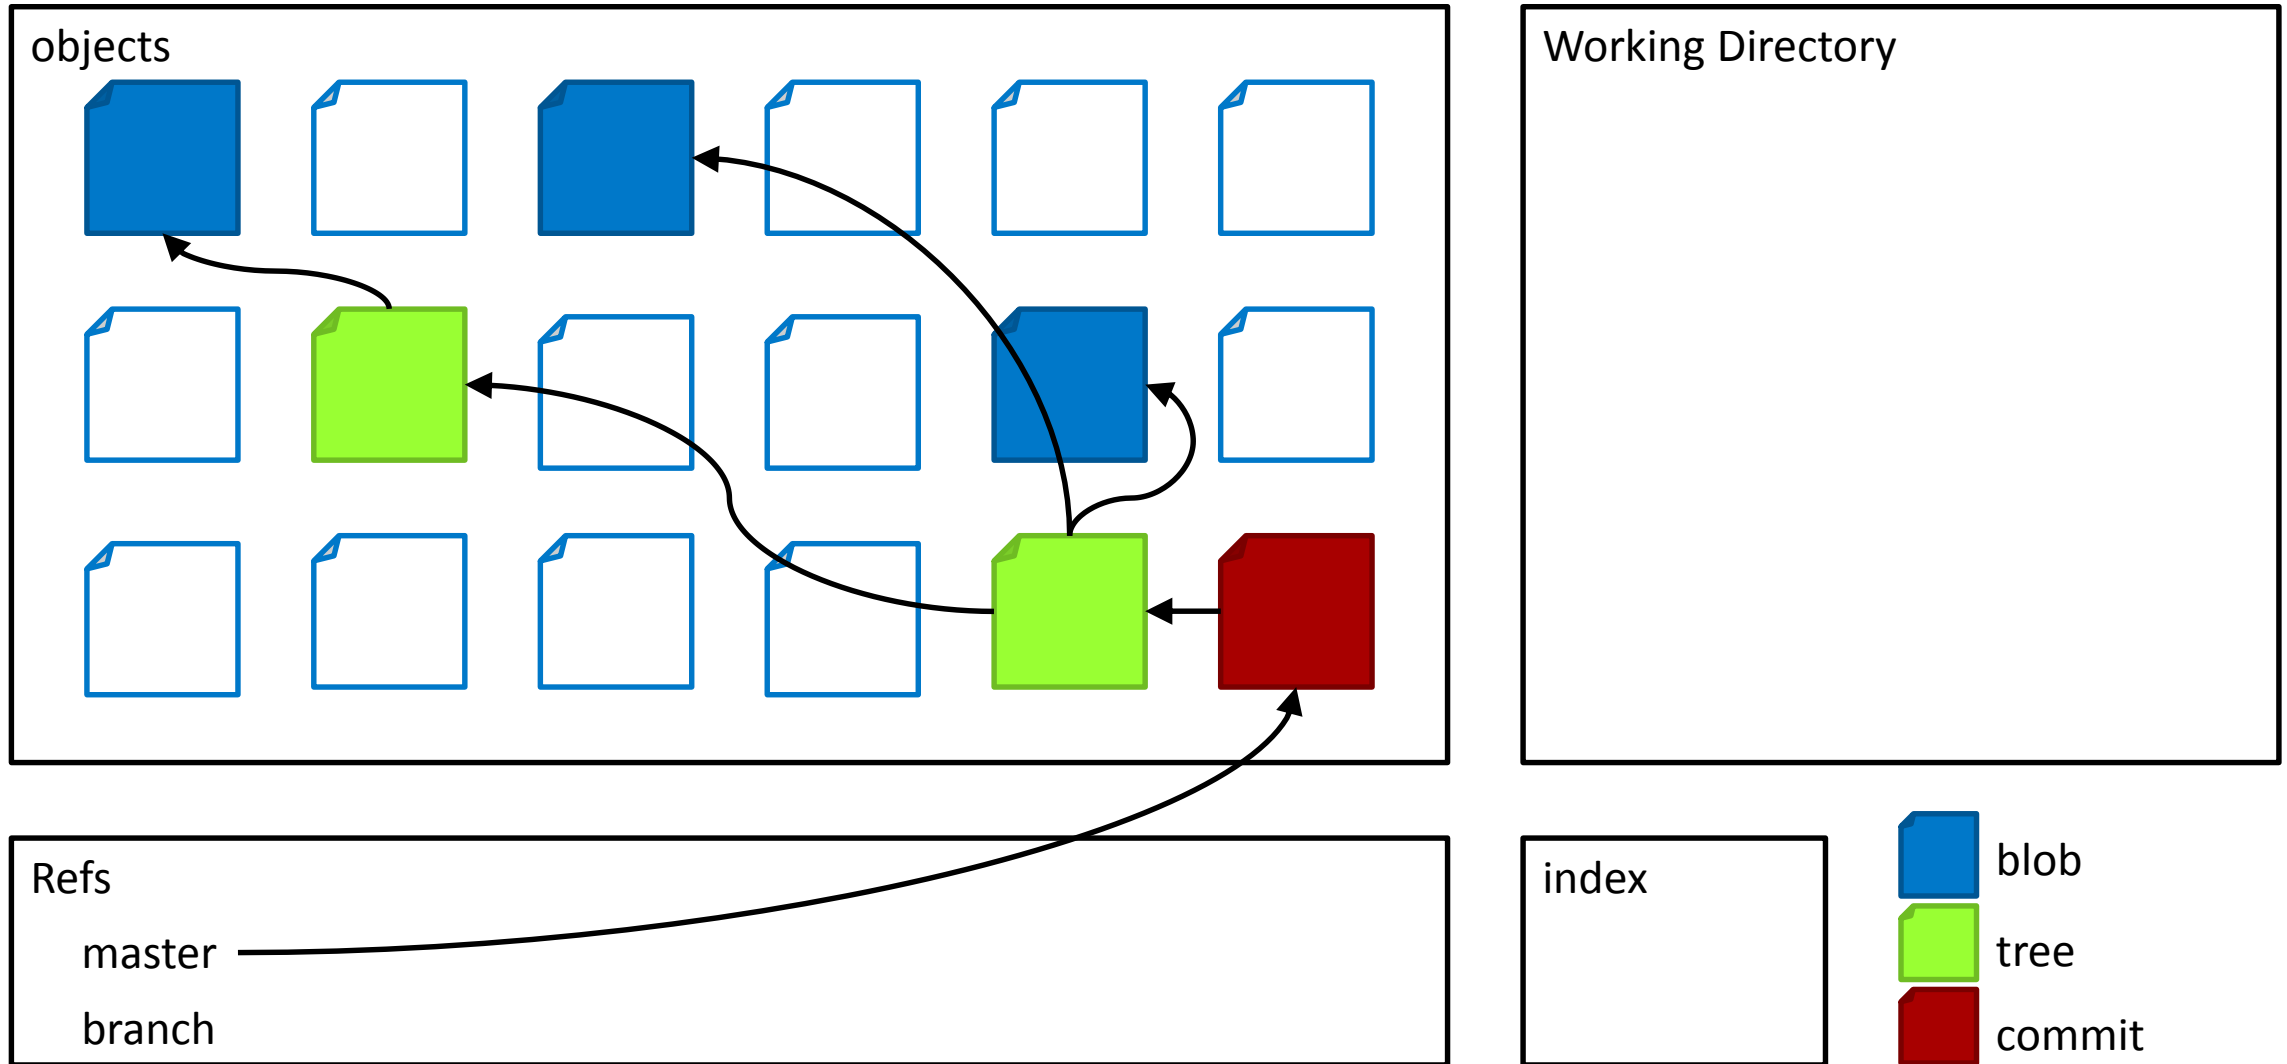 objects
Working Directory
Refs
master
branch
index
blob
tree
commit